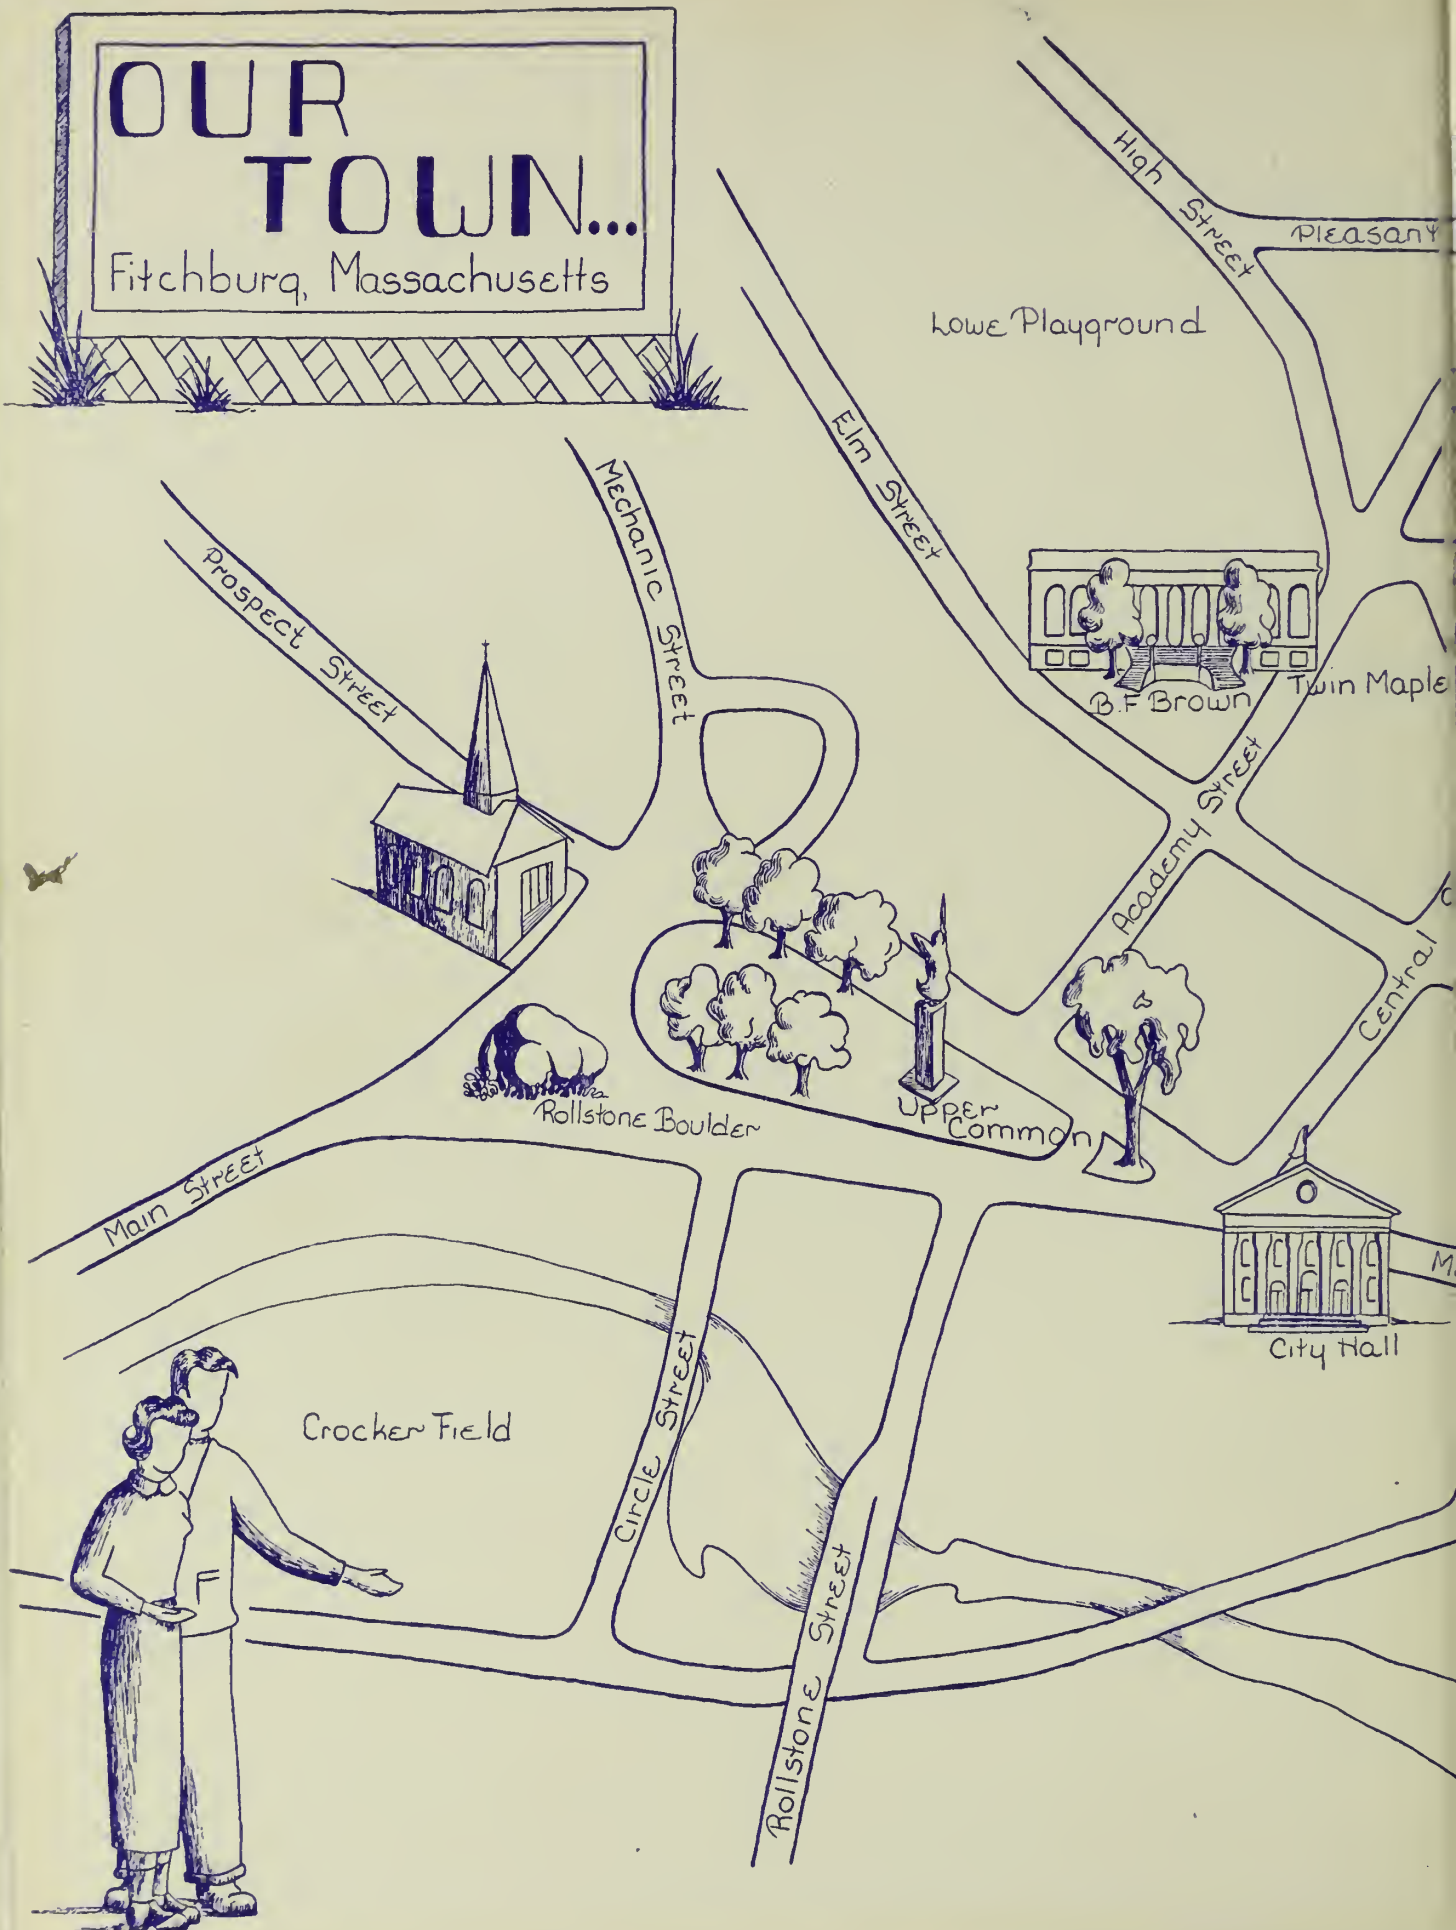 OUR
TOWN...
Fitchburg, Massachusetts
High Street
Pleasant
Lowe Playground
Elm Street
Mechanic Street
Prospect Street
B.F Brown
Twin Maple
Academy Street
Central
C
Rollstone Boulder
Upper
Common
Main Street
M
City Hall
Crocker Field
Circle Street
F
Rollstone Street